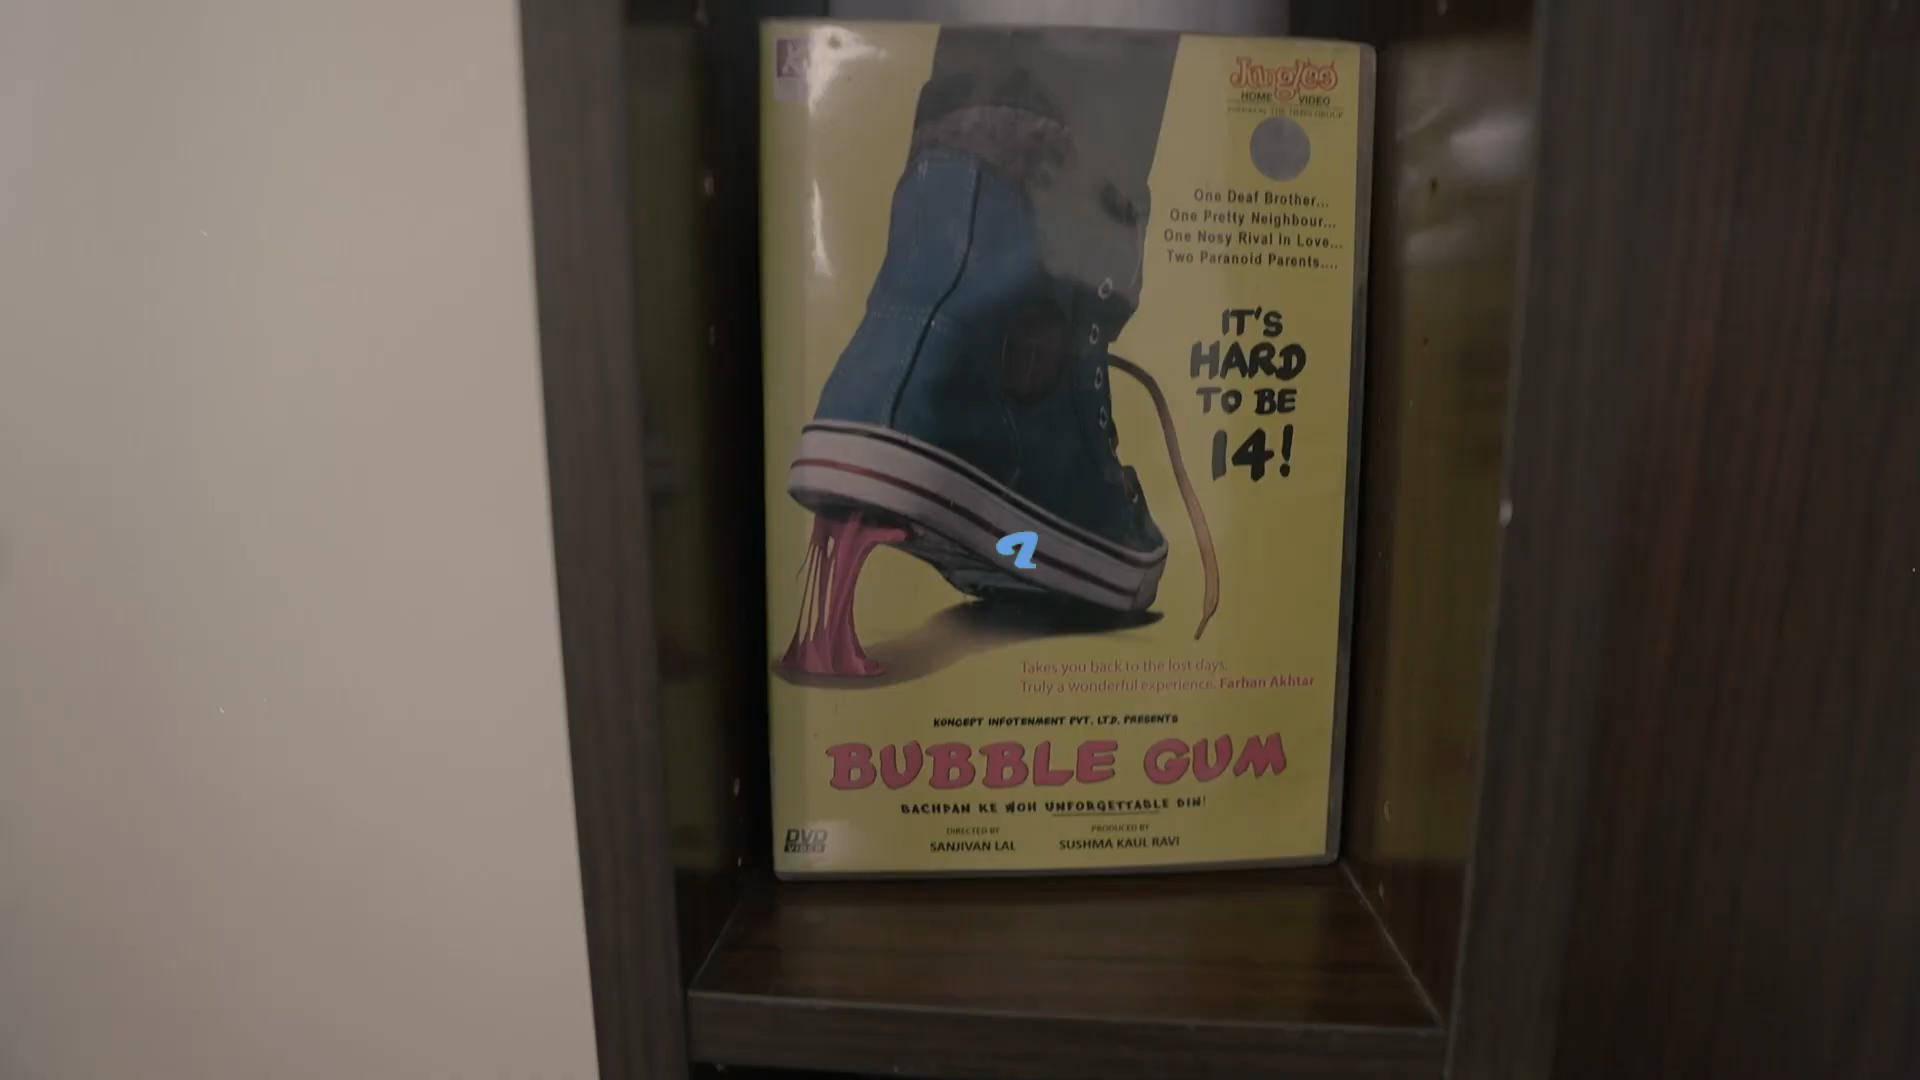 Junglee
HOME VIDEO
One Deaf Brother...
One Pretty Neighbour...
One Nosy Rival In Love...
Two Paranoid Parents....
IT'S
HARD
TO BE
14!
Takes you back to the lost days.
Truly a wonderful experience. Farhan Akhtar
KONCEPT INFOTENMENT PVT. LTD. PRESENTS
BUBBLE GUM
BACHPAN KE WOH UNFORGETTABLE DIN!
DIRECTED BY
SANJIVAN LAL
PRODUCED BY
SUSHMA KAUL RAVI
DVD
VIDEO